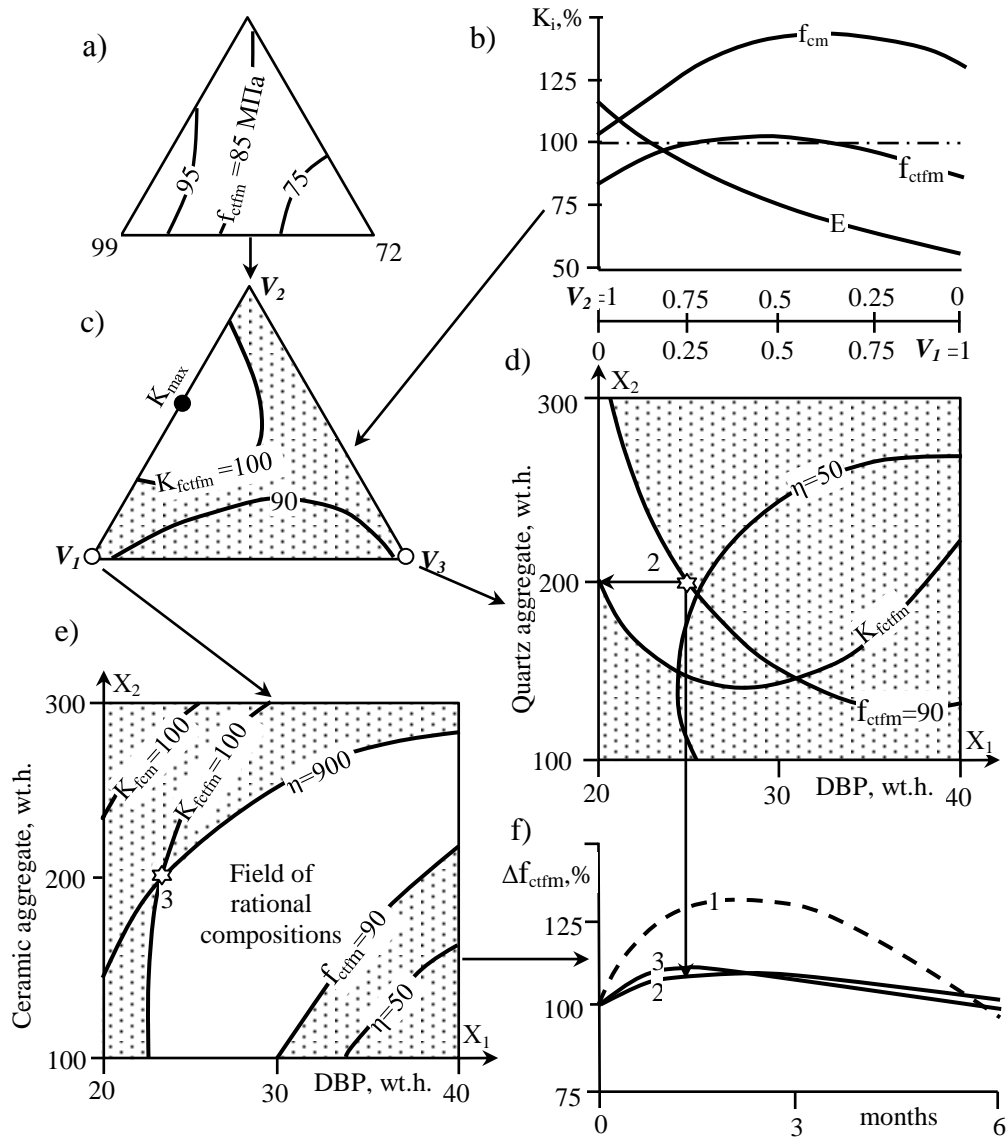 a)
95
f_ctfm =85 МПа
75
99
72
b)
K_i,%
125
100
75
50
f_cm
f_ctfm
E
V_2 =1 0.75 0.5 0.25 0
0 0.25 0.5 0.75 V_1=1
c)
V_2
K_max
K_fctfm =100
90
V_1
V_3
d)
X_2
300
200
100
Quartz aggregate, wt.h.
η=50
2
K_fctfm
f_ctfm=90
X_1
20 30 40
DBP, wt.h.
e)
X_2
300
200
100
Ceramic aggregate, wt.h.
K_fcm=100
K_fctfm=100
η=900
3
Field of
rational
compositions
f_ctfm=90
η=50
X_1
20 30 40
DBP, wt.h.
f)
Δf_ctfm,%
125
100
75
1
3
2
0 3 6
months